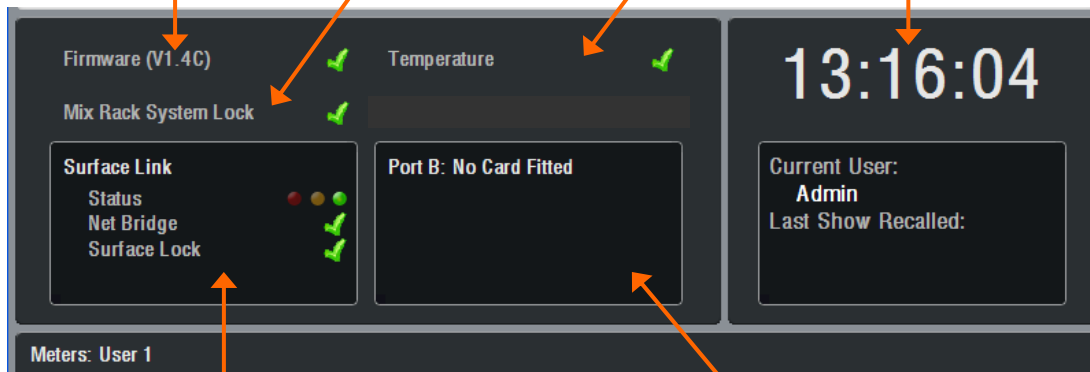 Firmware (V1.4C)
Temperature
13:16:04
Mix Rack System Lock
Surface Link
Status
Net Bridge
Surface Lock
Port B: No Card Fitted
Current User:
Admin
Last Show Recalled:
Meters: User 1